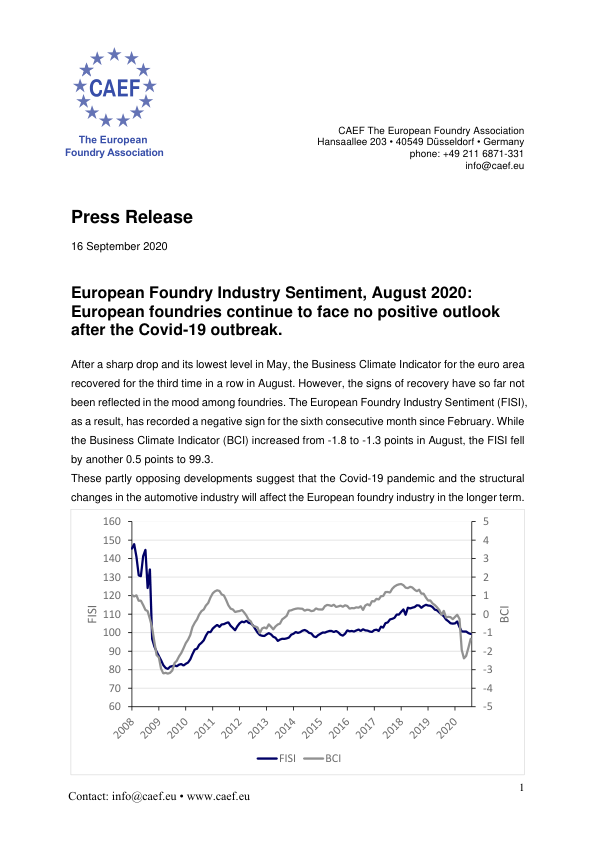 CAEF
The European
Foundry Association
CAEF The European Foundry Association
Hansaallee 203 • 40549 Düsseldorf • Germany
phone: +49 211 6871-331
info@caef.eu
Press Release
16 September 2020
European Foundry Industry Sentiment, August 2020:
European foundries continue to face no positive outlook
after the Covid-19 outbreak.
After a sharp drop and its lowest level in May, the Business Climate Indicator for the euro area
recovered for the third time in a row in August. However, the signs of recovery have so far not
been reflected in the mood among foundries. The European Foundry Industry Sentiment (FISI),
as a result, has recorded a negative sign for the sixth consecutive month since February. While
the Business Climate Indicator (BCI) increased from -1.8 to -1.3 points in August, the FISI fell
by another 0.5 points to 99.3.
These partly opposing developments suggest that the Covid-19 pandemic and the structural
changes in the automotive industry will affect the European foundry industry in the longer term.
160 5
150 4
140 3
130 2
120 1
110 0
100 -1
90 -2
80 -3
70 -4
60 -5
FISI
BCI
2008 2009 2010 2011 2012 2013 2014 2015 2016 2017 2018 2019 2020
FISI BCI
1
Contact: info@caef.eu • www.caef.eu